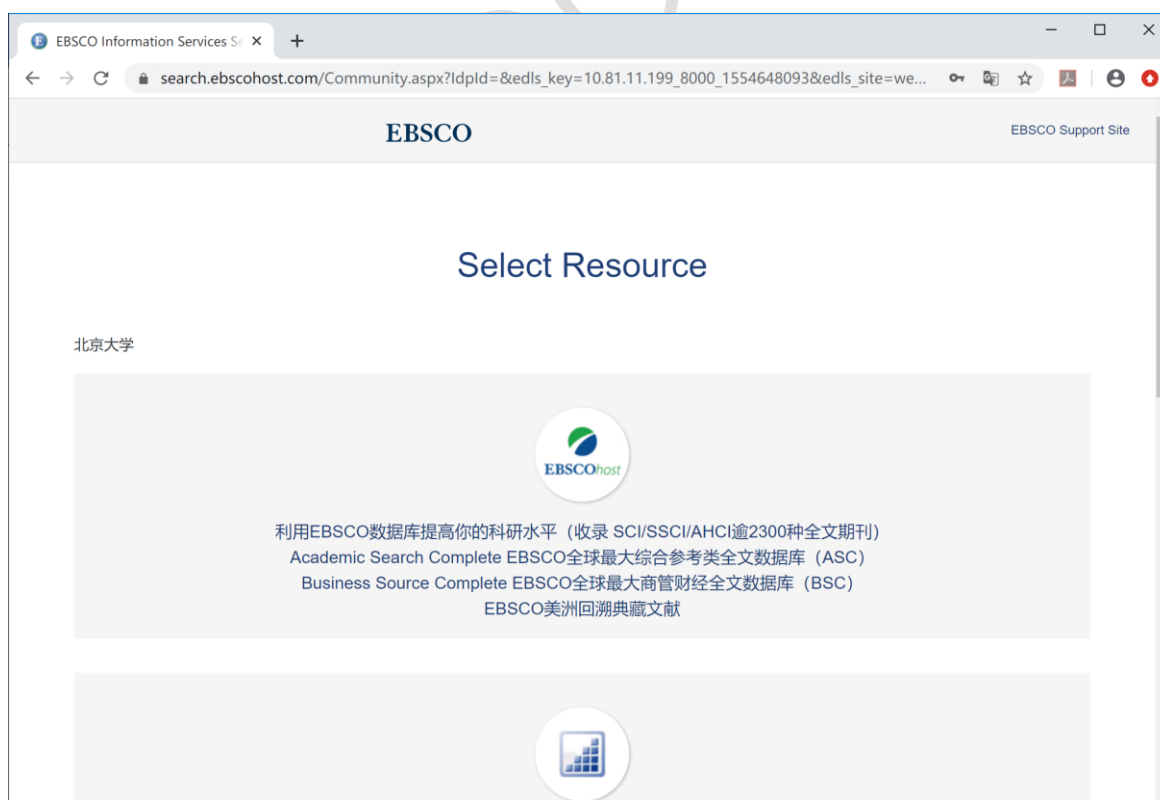 EBSCO Information Services Se
search.ebscohost.com/Community.aspx?IdpId=&edls_key=10.81.11.199_8000_1554648093&edls_site=we...
EBSCO
EBSCO Support Site
Select Resource
北京大学
EBSCOhost
利用EBSCO数据库提高你的科研水平（收录 SCI/SSCI/AHCI逾2300种全文期刊）
Academic Search Complete EBSCO全球最大综合参考类全文数据库（ASC）
Business Source Complete EBSCO全球最大商管财经全文数据库（BSC）
EBSCO美洲回溯典藏文献